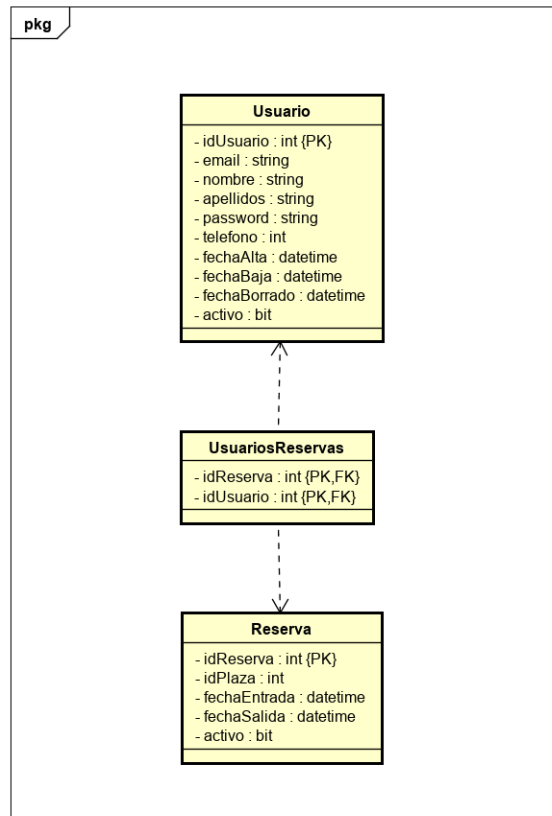 pkg
Usuario
- idUsuario : int {PK}
- email : string
- nombre : string
- apellidos : string
- password : string
- telefono : int
- fechaAlta : datetime
- fechaBaja : datetime
- fechaBorrado : datetime
- activo : bit
UsuariosReservas
- idReserva : int {PK,FK}
- idUsuario : int {PK,FK}
Reserva
- idReserva : int {PK}
- idPlaza : int
- fechaEntrada : datetime
- fechaSalida : datetime
- activo : bit